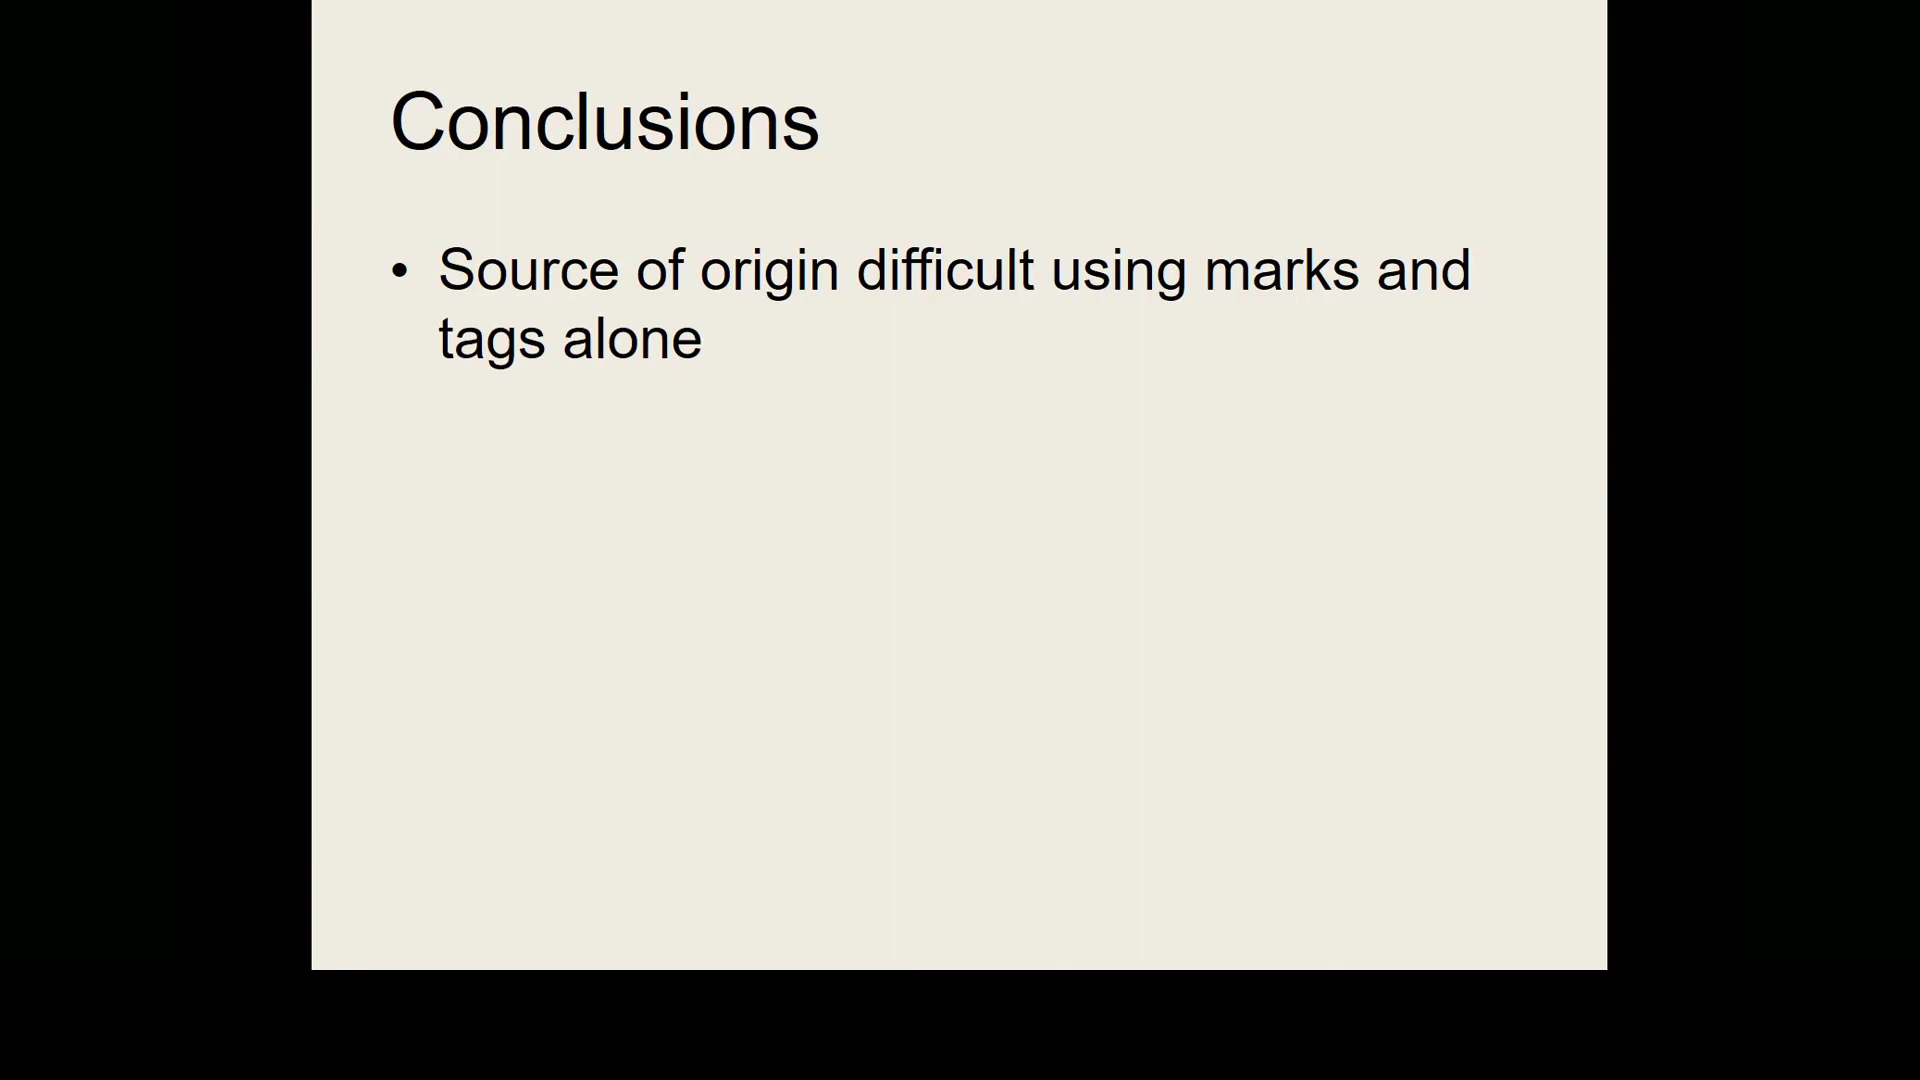 Conclusions
• Source of origin difficult using marks and
tags alone